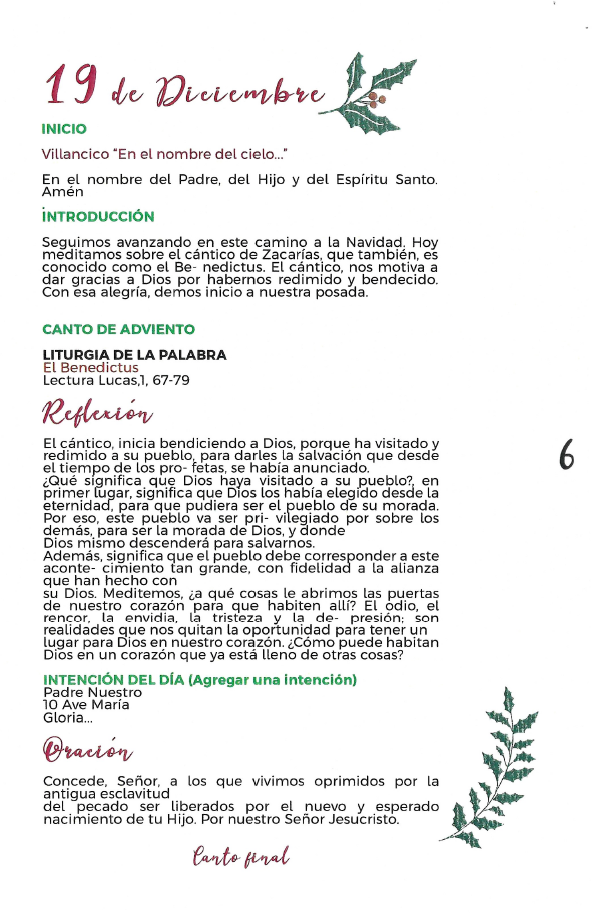 19 de Diciembre
INICIO
Villancico “En el nombre del cielo...”
En el nombre del Padre, del Hijo y del Espíritu Santo.
Amén
INTRODUCCIÓN
Seguimos avanzando en este camino a la Navidad. Hoy
meditamos sobre el cántico de Zacarías, que también, es
conocido como el Be- nedictus. El cántico, nos motiva a
dar gracias a Dios por habernos redimido y bendecido.
Con esa alegría, demos inicio a nuestra posada.
CANTO DE ADVIENTO
LITURGIA DE LA PALABRA
El Benedictus
Lectura Lucas,1, 67-79
Reflexión
El cántico, inicia bendiciendo a Dios, porque ha visitado y
redimido a su pueblo, para darles la salvación que desde
el tiempo de los pro- fetas, se había anunciado.
¿Qué significa que Dios haya visitado a su pueblo?, en
primer lugar, significa que Dios los había elegido desde la
eternidad, para que pudiera ser el pueblo de su morada.
Por eso, este pueblo va ser pri- vilegiado por sobre los
demás, para ser la morada de Dios, y donde
Dios mismo descenderá para salvarnos.
Además, significa que el pueblo debe corresponder a este
aconte- cimiento tan grande, con fidelidad a la alianza
que han hecho con
su Dios. Meditemos, ¿a qué cosas le abrimos las puertas
de nuestro corazón para que habiten allí? El odio, el
rencor, la envidia, la tristeza y la de- presión; son
realidades que nos quitan la oportunidad para tener un
lugar para Dios en nuestro corazón. ¿Cómo puede habitan
Dios en un corazón que ya está lleno de otras cosas?
6
INTENCIÓN DEL DÍA (Agregar una intención)
Padre Nuestro
10 Ave María
Gloria...
Oración
Concede, Señor, a los que vivimos oprimidos por la
antigua esclavitud
del pecado ser liberados por el nuevo y esperado
nacimiento de tu Hijo. Por nuestro Señor Jesucristo.
Canto final